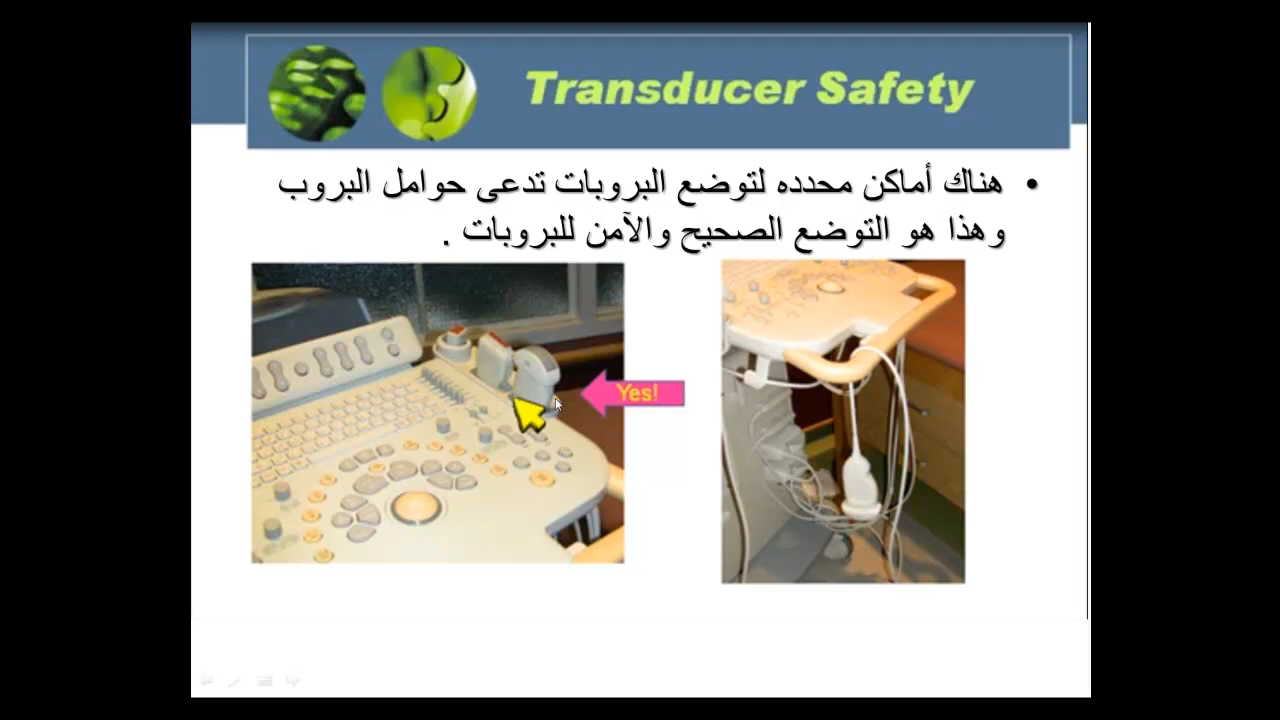 Transducer Safety
• هناك أماكن محدده لتوضع البروبات تدعى حوامل البروب
وهذا هو التوضع الصحيح والآمن للبروبات .
Yes!